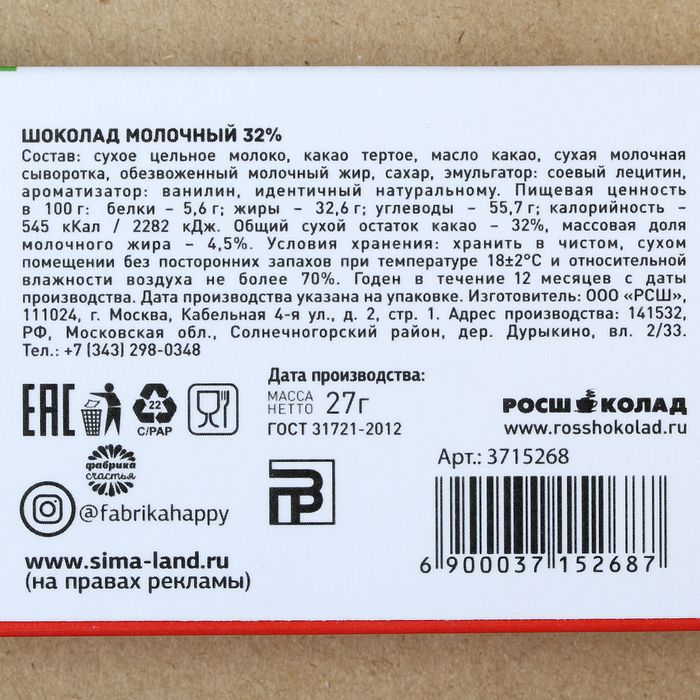 ШОКОЛАД МОЛОЧНЫЙ 32%
Состав: сухое цельное молоко, какао тертое, масло какао, сухая молочная
сыворотка, обезвоженный молочный жир, сахар, эмульгатор: соевый лецитин,
ароматизатор: ванилин, идентичный натуральному. Пищевая ценность
в 100 г: белки – 5,6 г; жиры – 32,6 г; углеводы – 55,7 г; калорийность –
545 кКал / 2282 кДж. Общий сухой остаток какао – 32%, массовая доля
молочного жира – 4,5%. Условия хранения: хранить в чистом, сухом
помещении без посторонних запахов при температуре 18±2°С и относительной
влажности воздуха не более 70%. Годен в течение 12 месяцев с даты
производства. Дата производства указана на упаковке. Изготовитель: ООО «РСШ»,
111024, г. Москва, Кабельная 4-я ул., д. 2, стр. 1. Адрес производства: 141532,
РФ, Московская обл., Солнечногорский район, дер. Дурыкино, вл. 2/33.
Тел.: +7 (343) 298-0348
Дата производства:
МАССА
НЕТТО 27г
ГОСТ 31721-2012
ЕАС
22
C/PAP
РОСШОКОЛАД
www.rosshokolad.ru
фабрика
счастья
@fabrikahappy
www.sima-land.ru
(на правах рекламы)
Арт.: 3715268
6 900037 152687